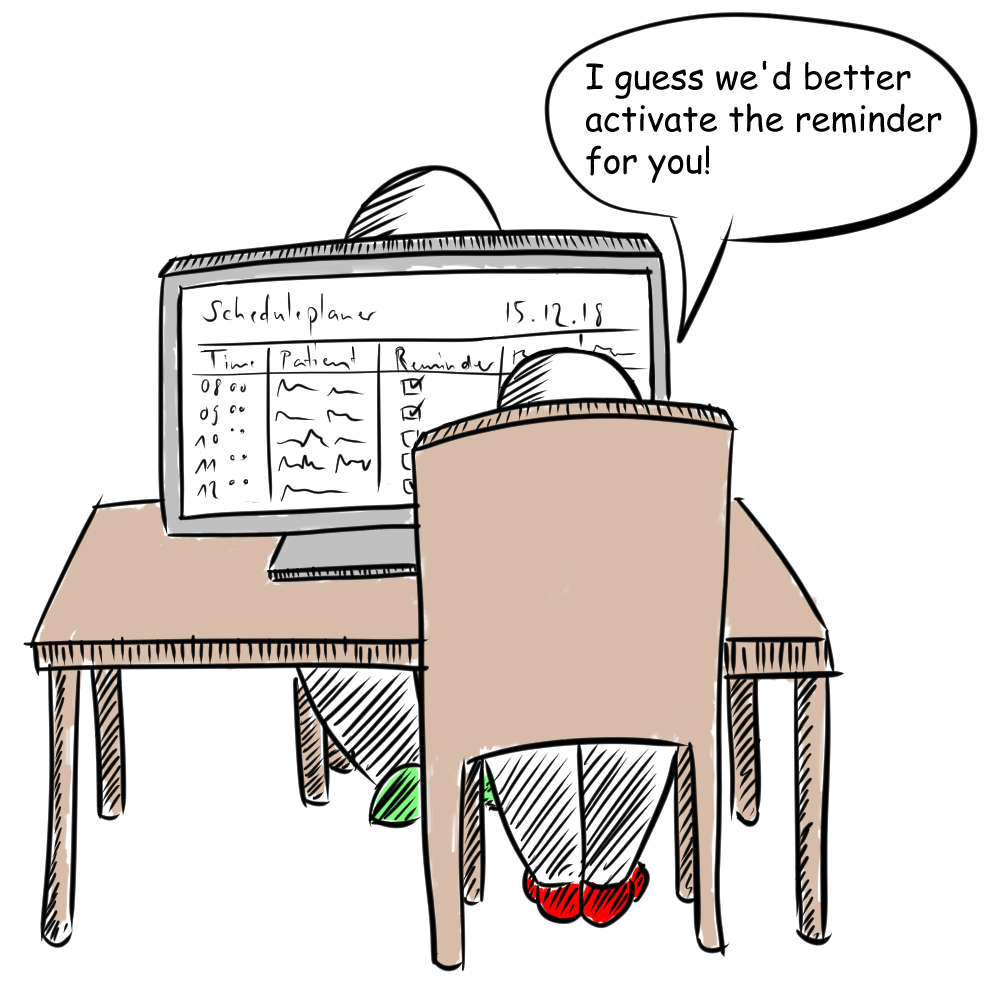 I guess we'd better
activate the reminder
for you!
Scheduleplaner 15.12.18
Time Patient Reminder
08 00
09 00
10 00
11 00
12 00